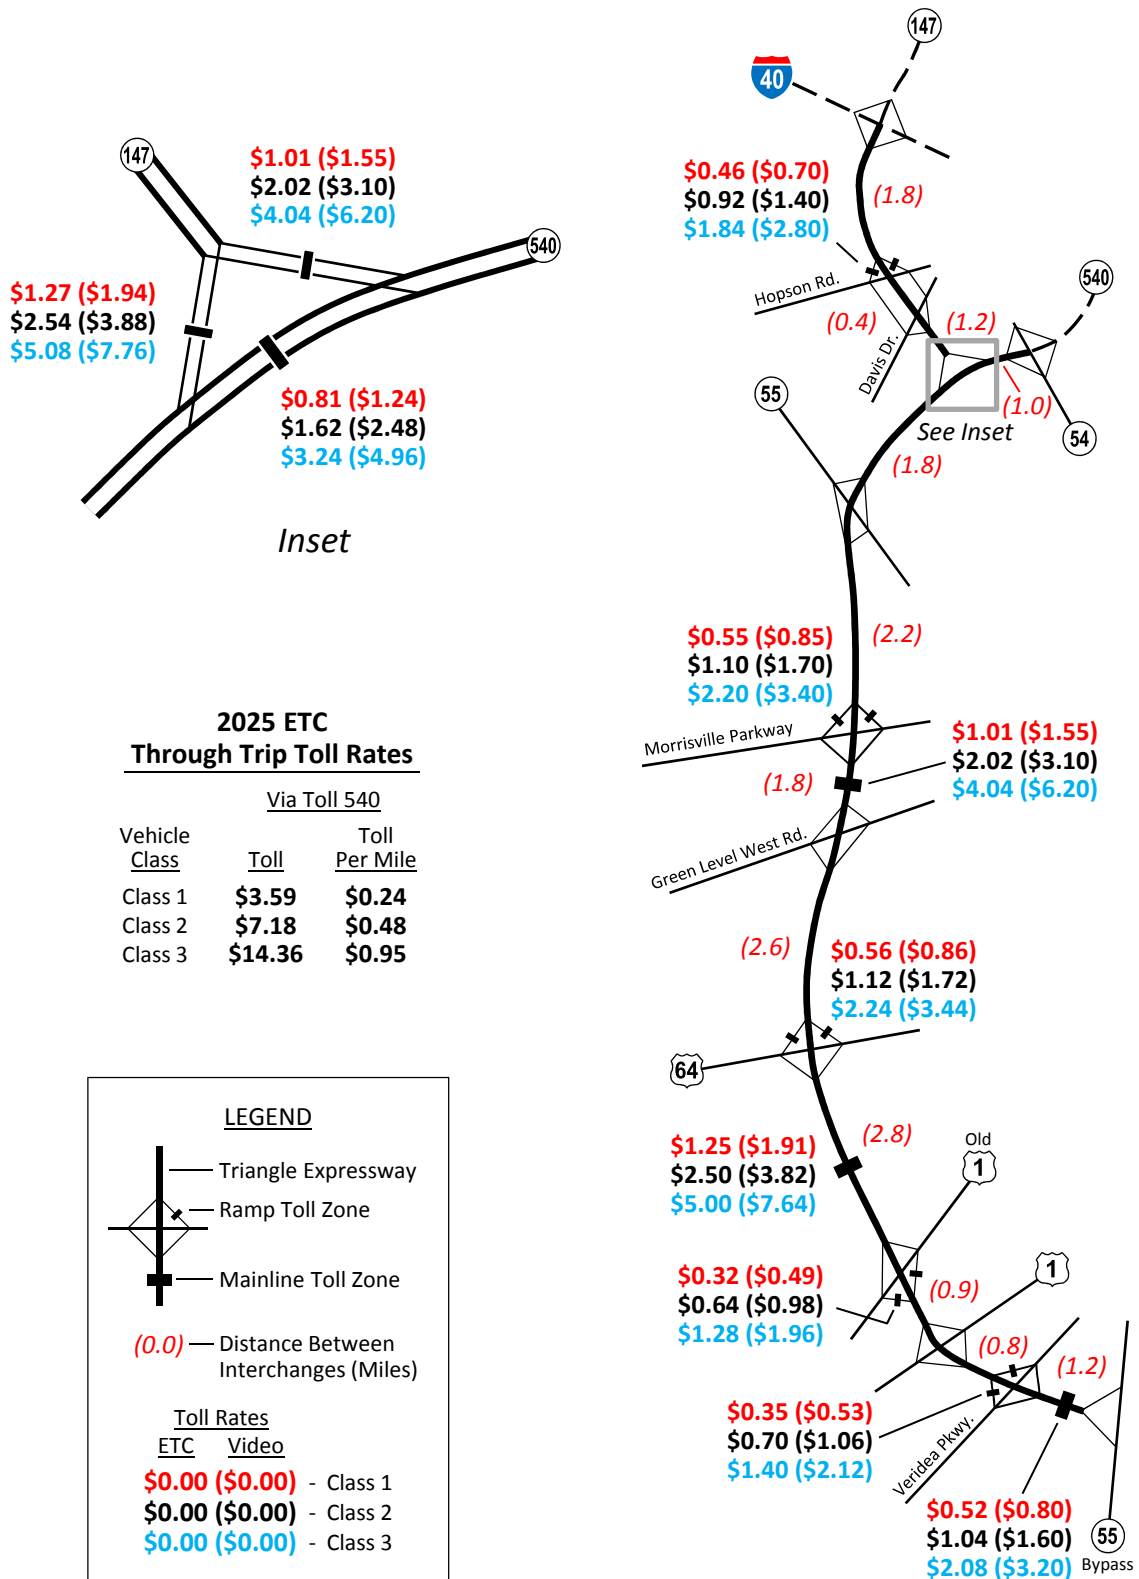 147
$1.01 ($1.55)
$2.02 ($3.10)
$4.04 ($6.20)
540
$1.27 ($1.94)
$2.54 ($3.88)
$5.08 ($7.76)
$0.81 ($1.24)
$1.62 ($2.48)
$3.24 ($4.96)
Inset
2025 ETC
Through Trip Toll Rates
Via Toll 540
Vehicle Class Toll Toll Per Mile
Class 1 $3.59 $0.24
Class 2 $7.18 $0.48
Class 3 $14.36 $0.95
LEGEND
Triangle Expressway
Ramp Toll Zone
Mainline Toll Zone
(0.0) Distance Between
Interchanges (Miles)
Toll Rates
ETC Video
$0.00 ($0.00) - Class 1
$0.00 ($0.00) - Class 2
$0.00 ($0.00) - Class 3
147
40
$0.46 ($0.70)
$0.92 ($1.40)
$1.84 ($2.80)
(1.8)
Hopson Rd.
(0.4)
Davis Dr.
(1.2)
540
(1.0)
54
See Inset
55
(1.8)
(2.2)
$0.55 ($0.85)
$1.10 ($1.70)
$2.20 ($3.40)
Morrisville Parkway
(1.8)
$1.01 ($1.55)
$2.02 ($3.10)
$4.04 ($6.20)
Green Level West Rd.
(2.6)
$0.56 ($0.86)
$1.12 ($1.72)
$2.24 ($3.44)
64
(2.8)
$1.25 ($1.91)
$2.50 ($3.82)
$5.00 ($7.64)
Old
1
$0.32 ($0.49)
$0.64 ($0.98)
$1.28 ($1.96)
(0.9)
1
(0.8)
(1.2)
$0.35 ($0.53)
$0.70 ($1.06)
$1.40 ($2.12)
Veridea Pkwy.
$0.52 ($0.80)
$1.04 ($1.60)
$2.08 ($3.20)
55
Bypass